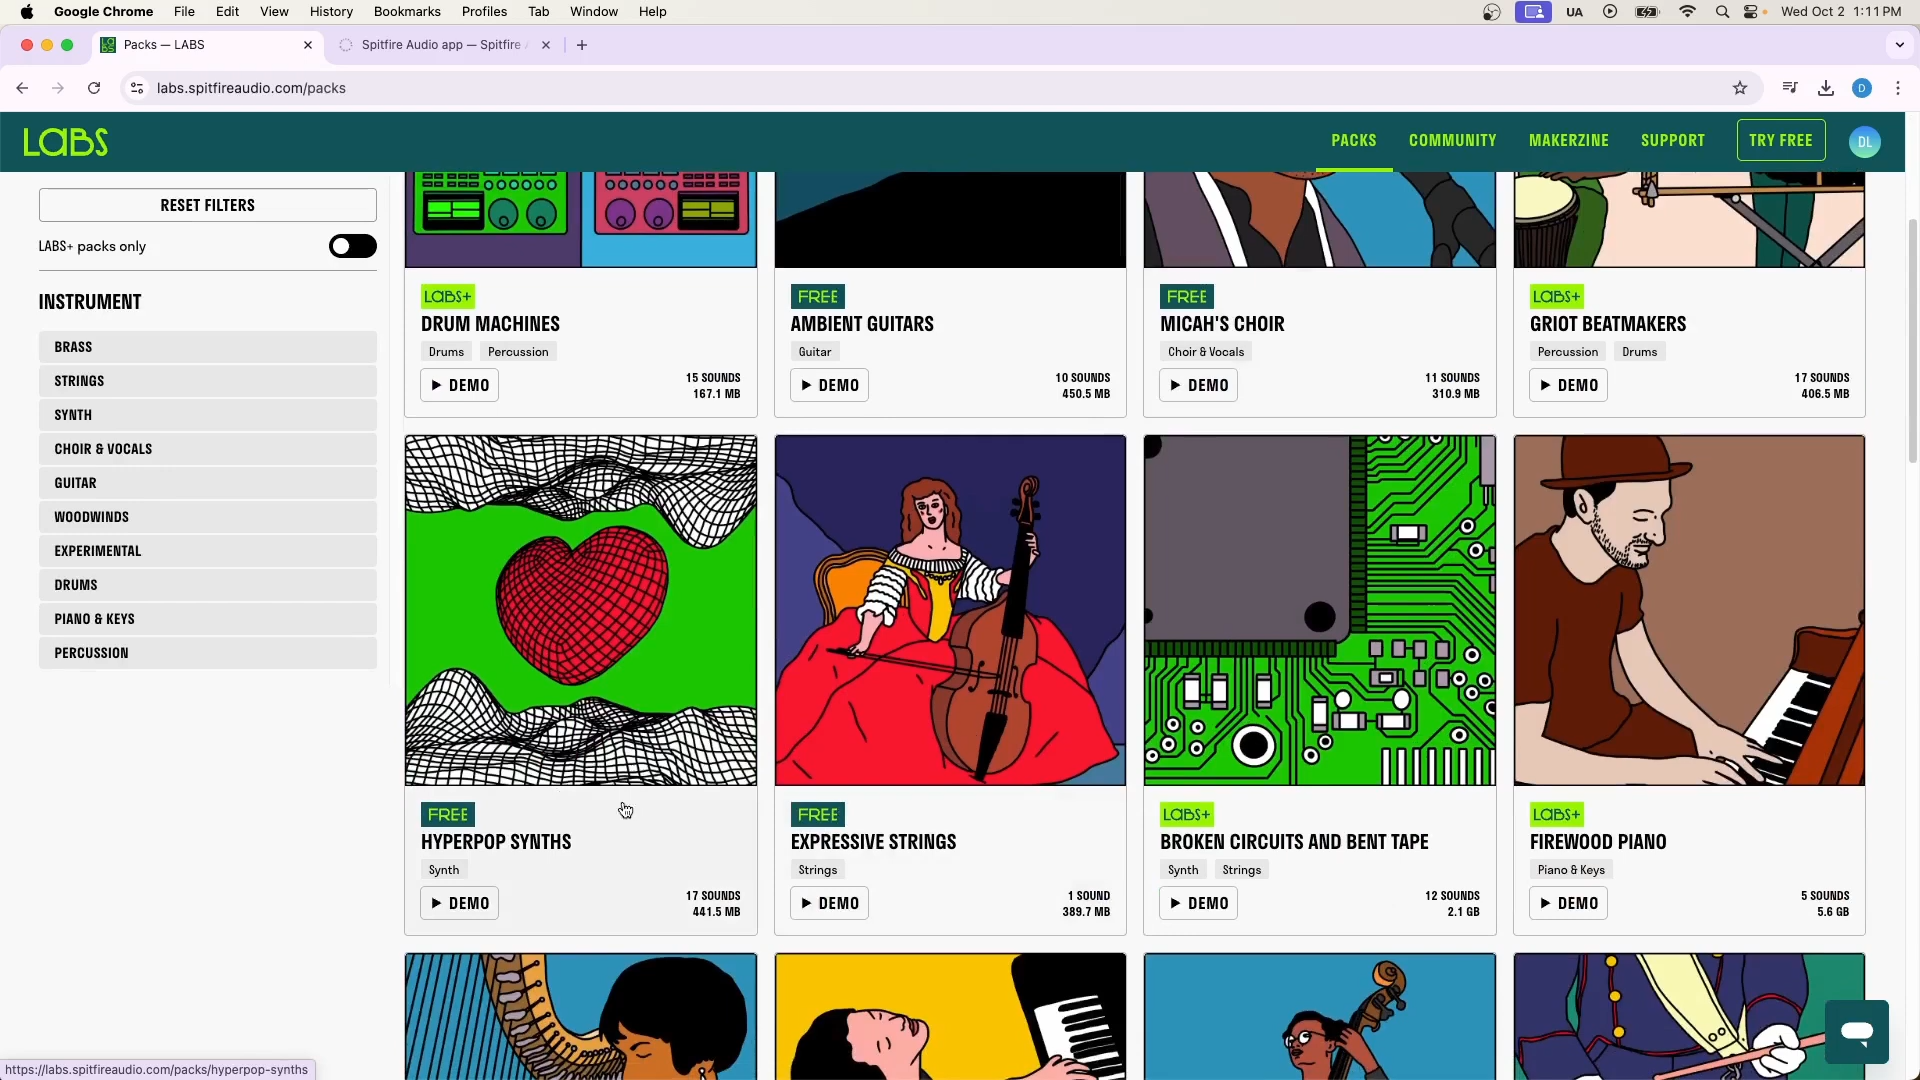 Google Chrome File Edit View History Bookmarks Profiles Tab Window Help UA Wed Oct 2 1:11 PM
Packs — LABS Spitfire Audio app — Spitfire
labs.spitfireaudio.com/packs D
LABS PACKS COMMUNITY MAKERZINE SUPPORT TRY FREE DL
RESET FILTERS
LABS+ packs only
INSTRUMENT
BRASS
STRINGS
SYNTH
CHOIR & VOCALS
GUITAR
WOODWINDS
EXPERIMENTAL
DRUMS
PIANO & KEYS
PERCUSSION
LABS+
DRUM MACHINES
Drums Percussion
DEMO
15 SOUNDS
167.1 MB
FREE
AMBIENT GUITARS
Guitar
DEMO
10 SOUNDS
450.5 MB
FREE
MICAH'S CHOIR
Choir & Vocals
DEMO
11 SOUNDS
310.9 MB
LABS+
GRIOT BEATMAKERS
Percussion Drums
DEMO
17 SOUNDS
406.5 MB
FREE
HYPERPOP SYNTHS
Synth
DEMO
17 SOUNDS
441.5 MB
FREE
EXPRESSIVE STRINGS
Strings
DEMO
1 SOUND
389.7 MB
LABS+
BROKEN CIRCUITS AND BENT TAPE
Synth Strings
DEMO
12 SOUNDS
2.1 GB
LABS+
FIREWOOD PIANO
Piano & Keys
DEMO
5 SOUNDS
5.6 GB
https://labs.spitfireaudio.com/packs/hyperpop-synths